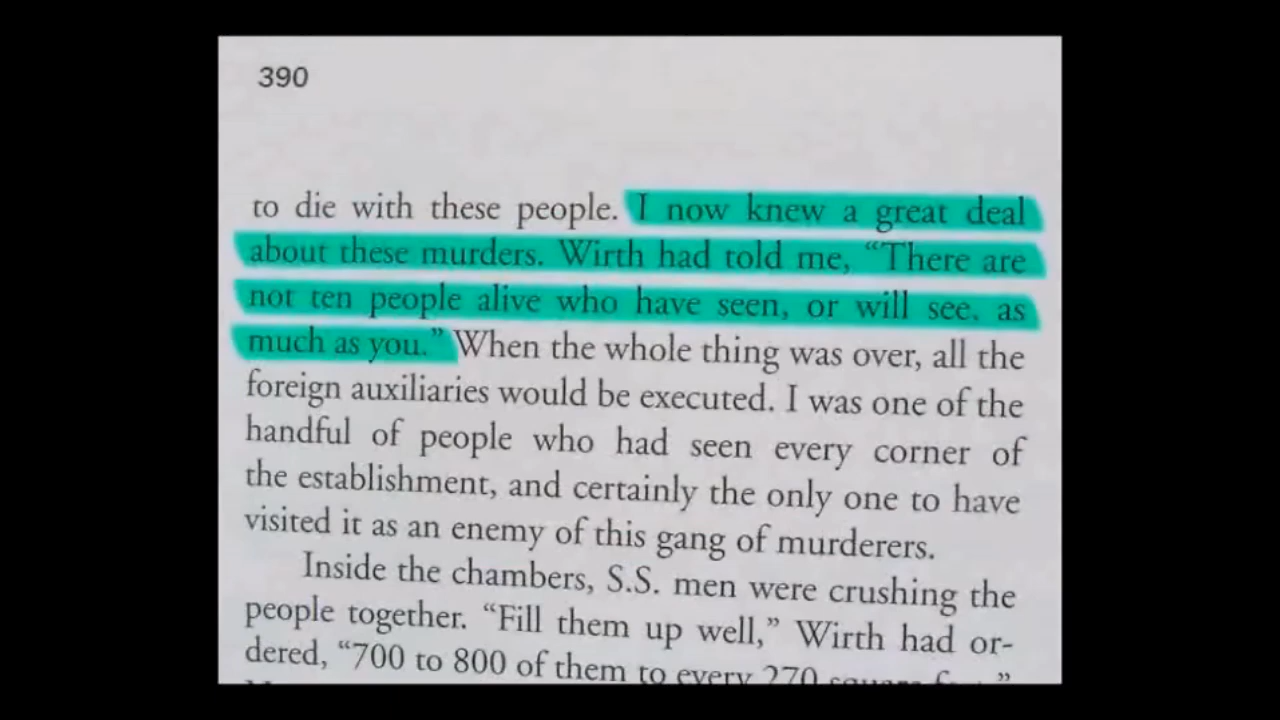 390
to die with these people. I now knew a great deal
about these murders. Wirth had told me, “There are
not ten people alive who have seen, or will see, as
much as you.” When the whole thing was over, all the
foreign auxiliaries would be executed. I was one of the
handful of people who had seen every corner of
the establishment, and certainly the only one to have
visited it as an enemy of this gang of murderers.
Inside the chambers, S.S. men were crushing the
people together. “Fill them up well,” Wirth had or-
dered, “700 to 800 of them to every 270 square